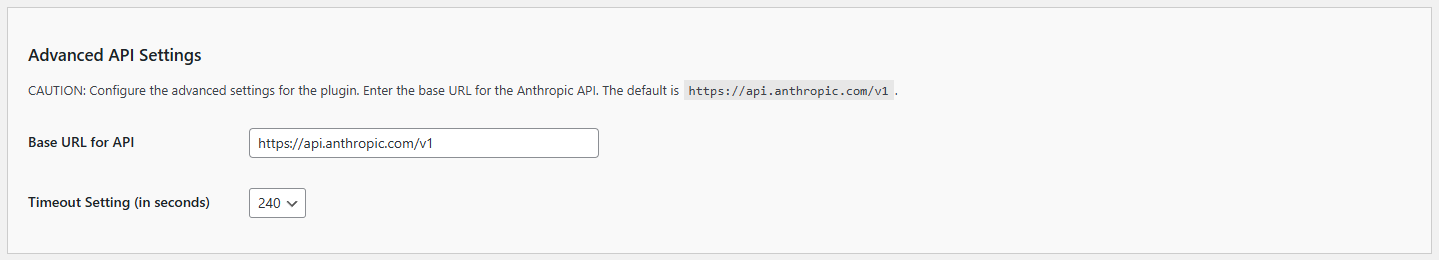 Advanced API Settings
CAUTION: Configure the advanced settings for the plugin. Enter the base URL for the Anthropic API. The default is https://api.anthropic.com/v1.
Base URL for API https://api.anthropic.com/v1
Timeout Setting (in seconds) 240